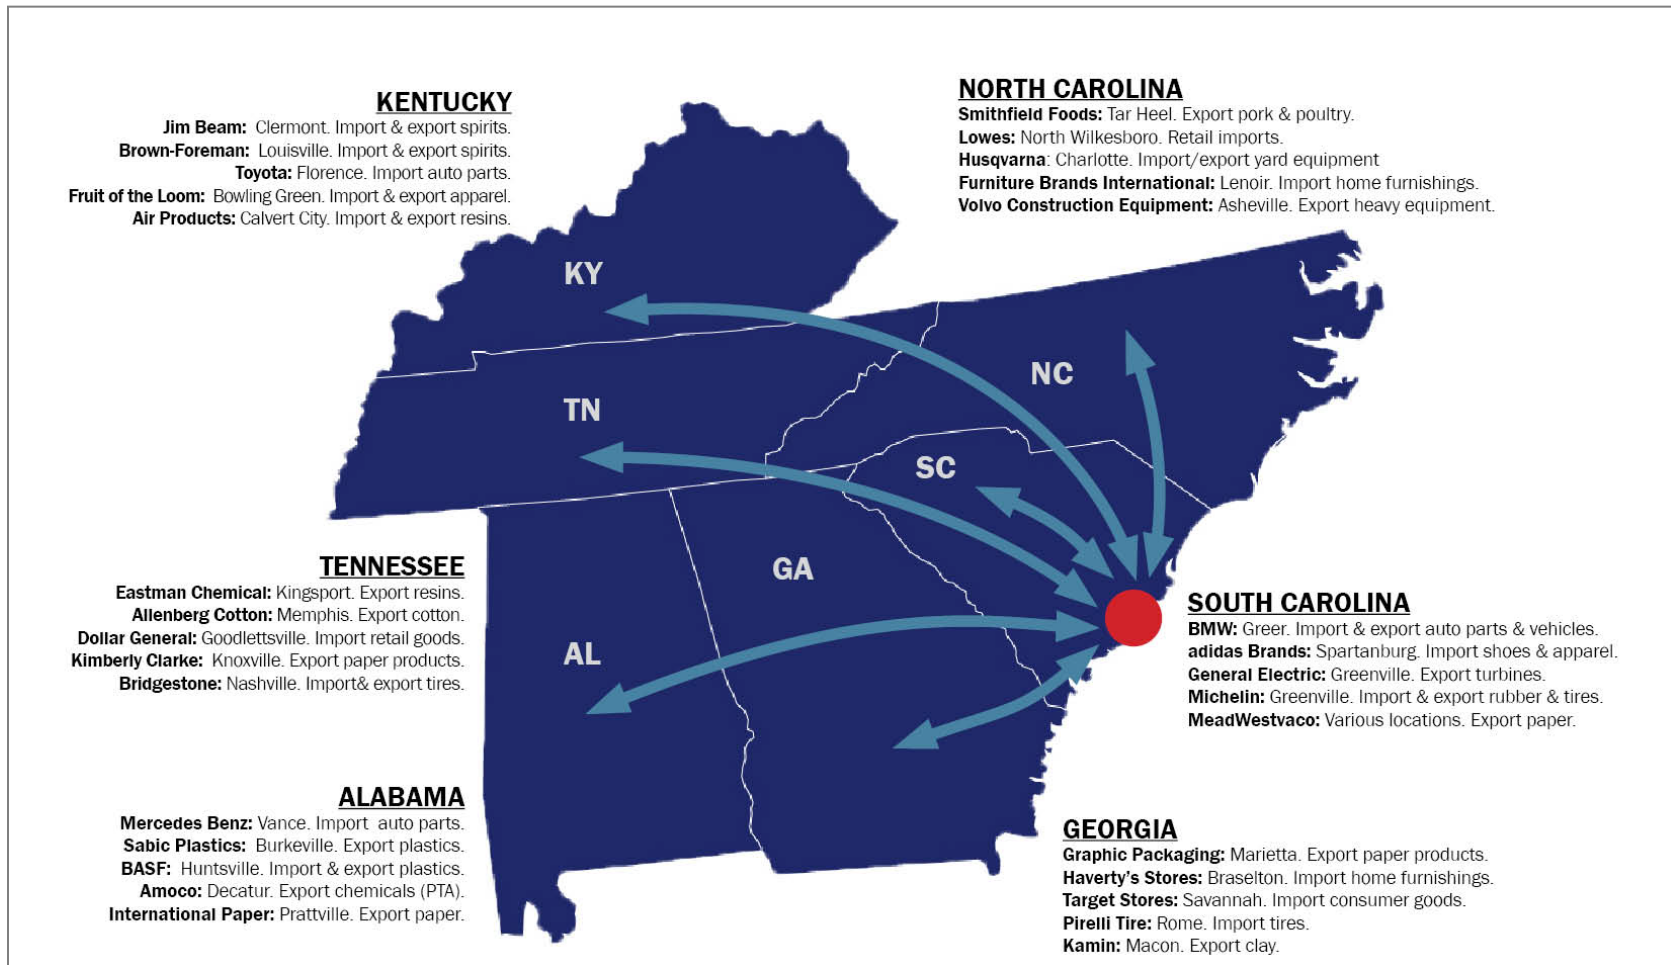 KENTUCKY
Jim Beam: Clermont. Import & export spirits.
Brown-Foreman: Louisville. Import & export spirits.
Toyota: Florence. Import auto parts.
Fruit of the Loom: Bowling Green. Import & export apparel.
Air Products: Calvert City. Import & export resins.
NORTH CAROLINA
Smithfield Foods: Tar Heel. Export pork & poultry.
Lowes: North Wilkesboro. Retail imports.
Husqvarna: Charlotte. Import/export yard equipment
Furniture Brands International: Lenoir. Import home furnishings.
Volvo Construction Equipment: Asheville. Export heavy equipment.
KY
NC
TN
SC
GA
AL
TENNESSEE
Eastman Chemical: Kingsport. Export resins.
Allenberg Cotton: Memphis. Export cotton.
Dollar General: Goodlettsville. Import retail goods.
Kimberly Clarke: Knoxville. Export paper products.
Bridgestone: Nashville. Import& export tires.
SOUTH CAROLINA
BMW: Greer. Import & export auto parts & vehicles.
adidas Brands: Spartanburg. Import shoes & apparel.
General Electric: Greenville. Export turbines.
Michelin: Greenville. Import & export rubber & tires.
MeadWestvaco: Various locations. Export paper.
ALABAMA
Mercedes Benz: Vance. Import auto parts.
Sabic Plastics: Burkeville. Export plastics.
BASF: Huntsville. Import & export plastics.
Amoco: Decatur. Export chemicals (PTA).
International Paper: Prattville. Export paper.
GEORGIA
Graphic Packaging: Marietta. Export paper products.
Haverty's Stores: Braselton. Import home furnishings.
Target Stores: Savannah. Import consumer goods.
Pirelli Tire: Rome. Import tires.
Kamin: Macon. Export clay.